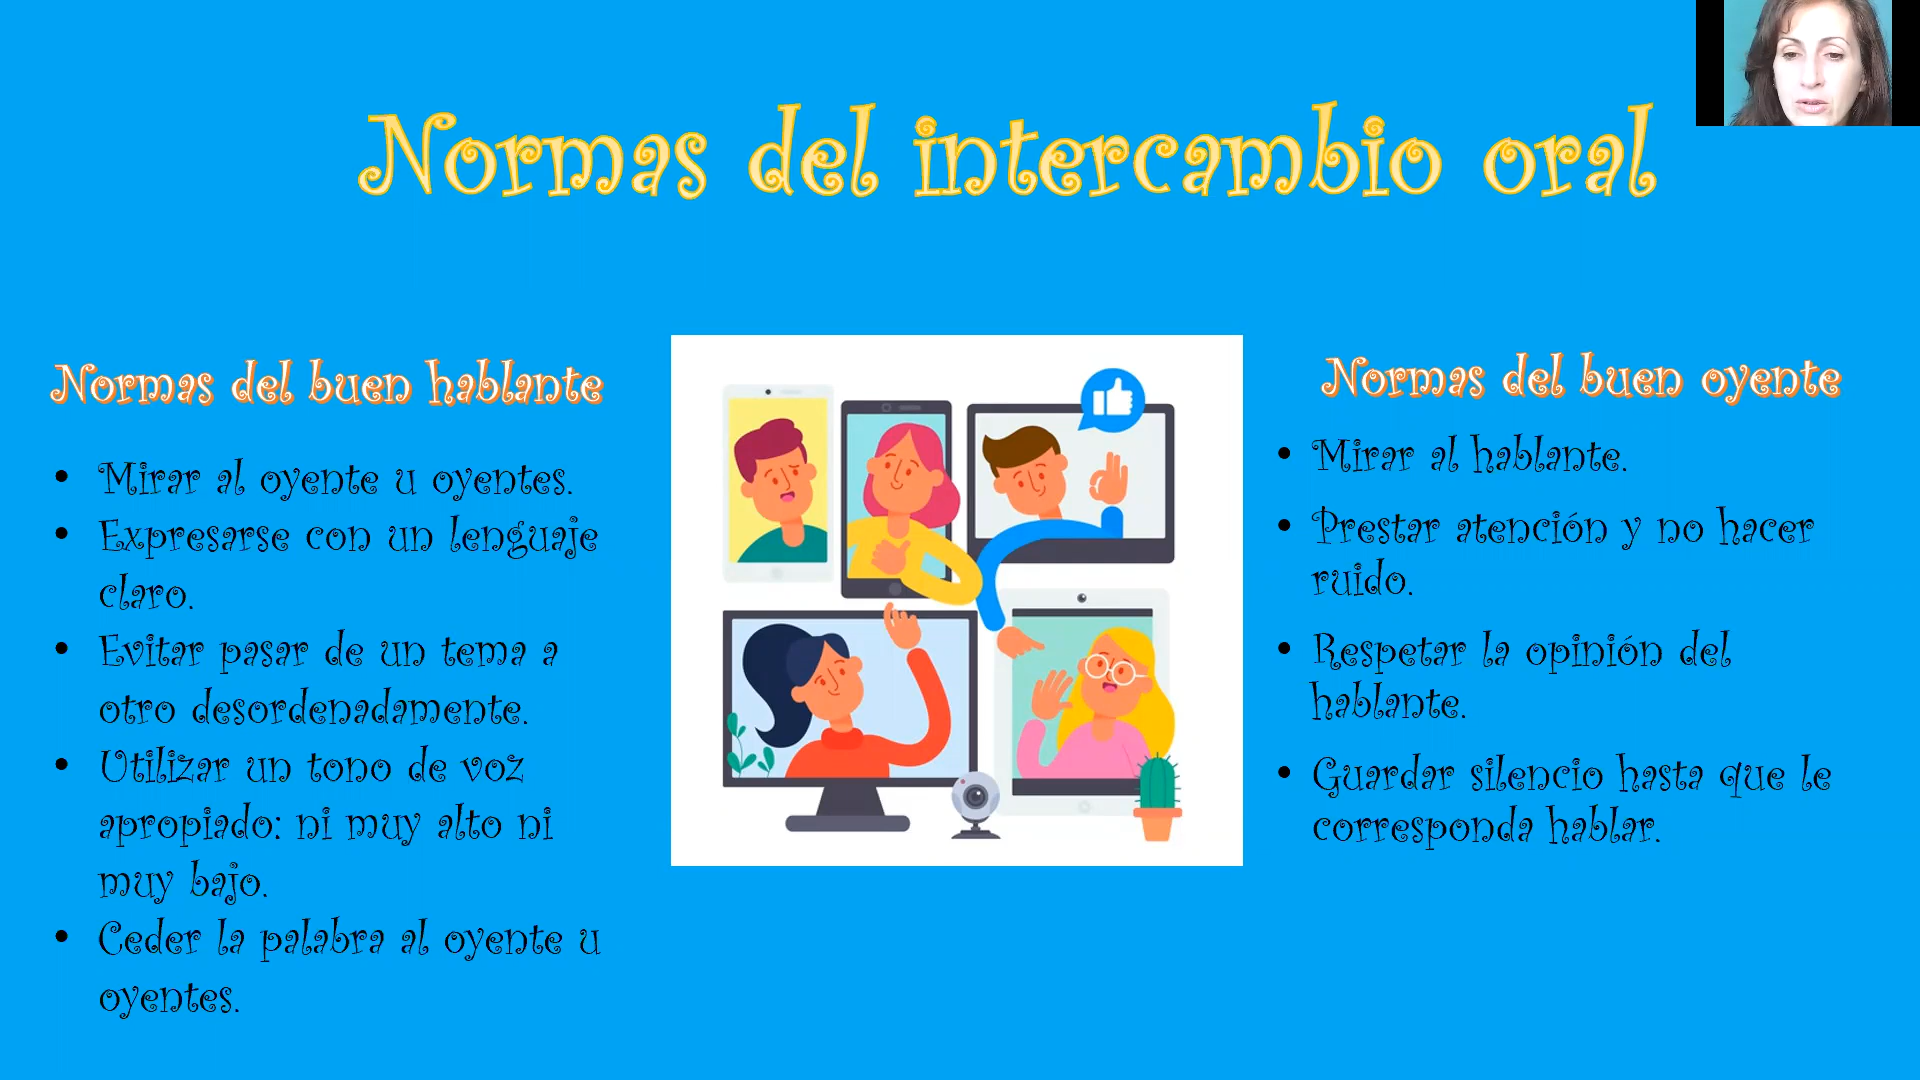 Normas del intercambio oral
Normas del buen hablante
• Mirar al oyente u oyentes.
• Expresarse con un lenguaje
claro.
• Evitar pasar de un tema a
otro desordenadamente.
• Utilizar un tono de voz
apropiado: ni muy alto ni
muy bajo.
• Ceder la palabra al oyente u
oyentes.
Normas del buen oyente
• Mirar al hablante.
• Prestar atención y no hacer
ruido.
• Respetar la opinión del
hablante.
• Guardar silencio hasta que le
corresponda hablar.